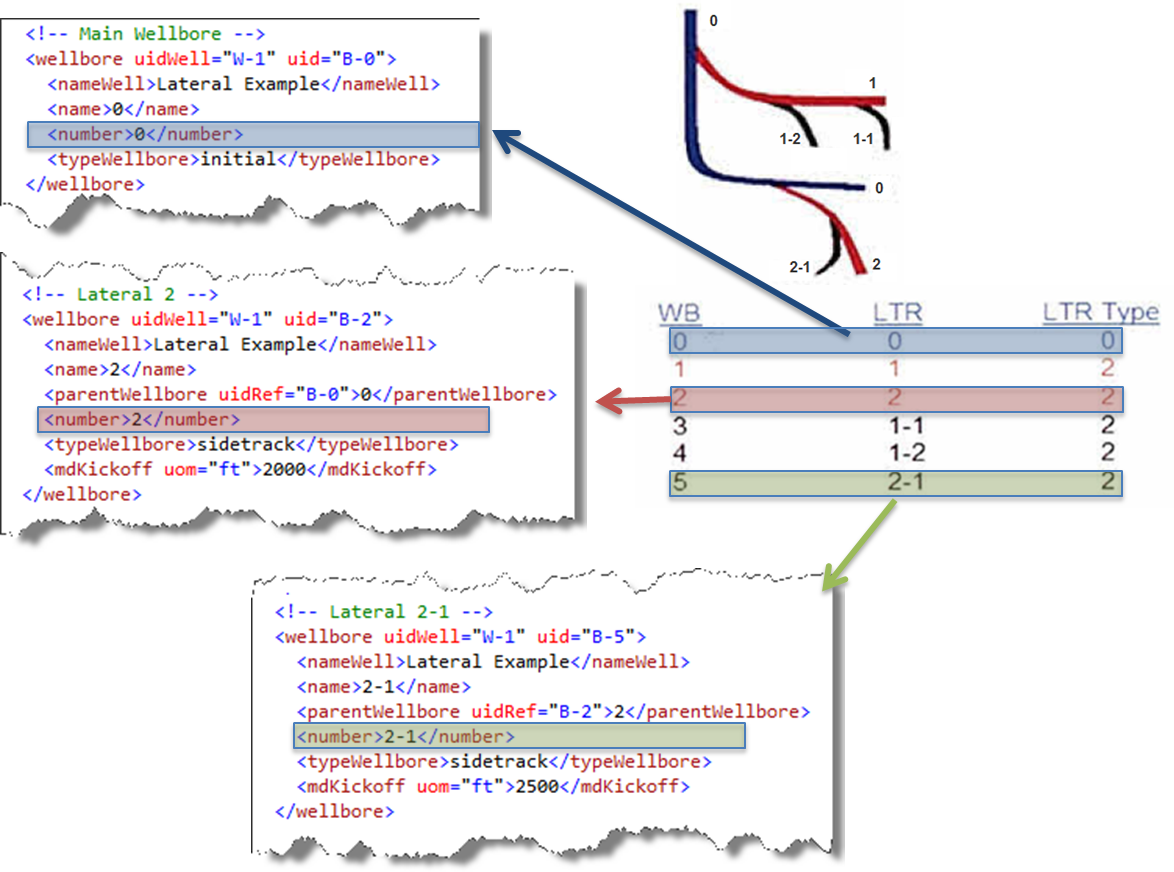 <!-- Main Wellbore -->
<wellbore uidWell="W-1" uid="B-0">
<nameWell>Lateral Example</nameWell>
<name>0</name>
<number>0</number>
<typeWellbore>initial</typeWellbore>
</wellbore>
0
1
1-2
1-1
0
2-1
2
<!-- Lateral 2 -->
<wellbore uidWell="W-1" uid="B-2">
<nameWell>Lateral Example</nameWell>
<name>2</name>
<parentWellbore uidRef="B-0">0</parentWellbore>
<number>2</number>
<typeWellbore>sidetrack</typeWellbore>
<mdKickoff uom="ft">2000</mdKickoff>
</wellbore>
WB LTR LTR Type
0 0 0
1 1 2
2 2 2
3 1-1 2
4 1-2 2
5 2-1 2
<!-- Lateral 2-1 -->
<wellbore uidWell="W-1" uid="B-5">
<nameWell>Lateral Example</nameWell>
<name>2-1</name>
<parentWellbore uidRef="B-2">2</parentWellbore>
<number>2-1</number>
<typeWellbore>sidetrack</typeWellbore>
<mdKickoff uom="ft">2500</mdKickoff>
</wellbore>